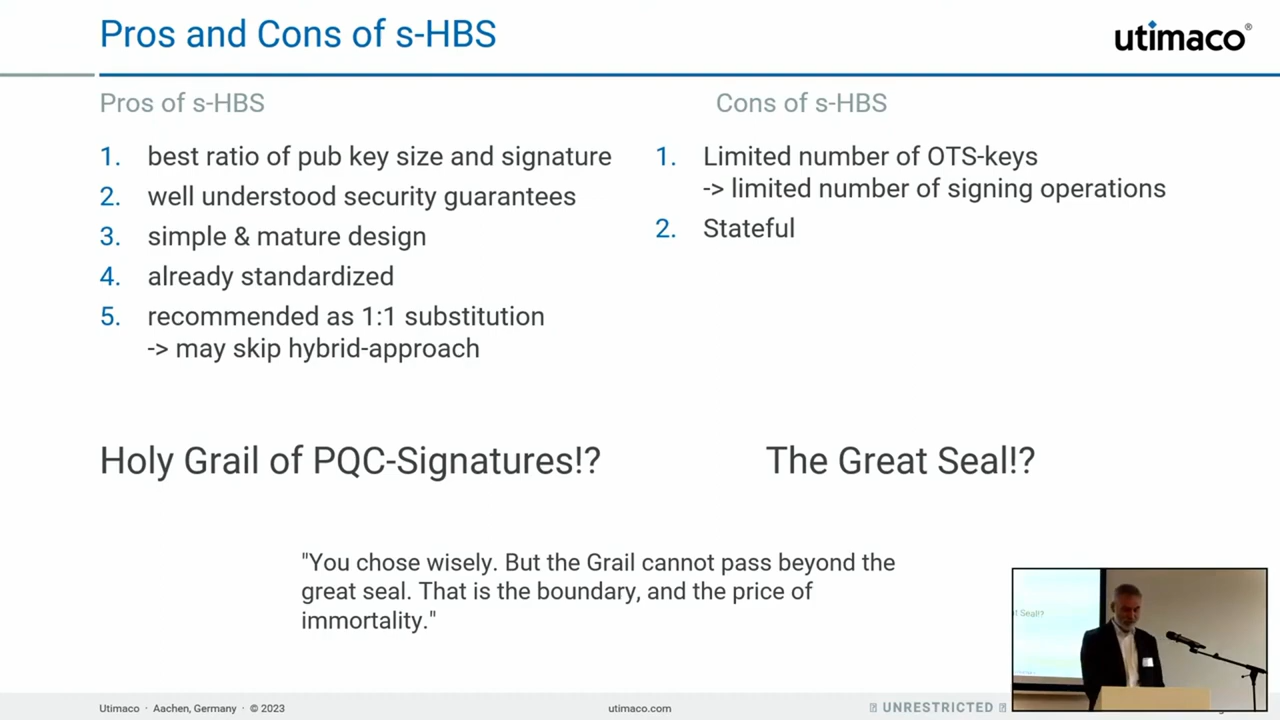 Pros and Cons of s-HBS
utimaco®
Pros of s-HBS
1. best ratio of pub key size and signature
2. well understood security guarantees
3. simple & mature design
4. already standardized
5. recommended as 1:1 substitution
-> may skip hybrid-approach
Cons of s-HBS
1. Limited number of OTS-keys
-> limited number of signing operations
2. Stateful
Holy Grail of PQC-Signatures!?
The Great Seal!?
"You chose wisely. But the Grail cannot pass beyond the
great seal. That is the boundary, and the price of
immortality."
Seal!?
Utimaco · Aachen, Germany · © 2023
utimaco.com
UNRESTRICTED